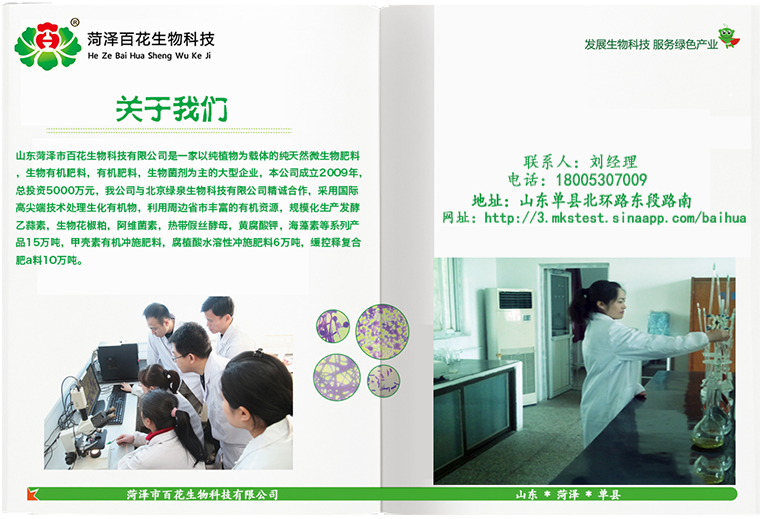 ®
菏泽百花生物科技
He Ze Bai Hua Sheng Wu Ke Ji
关于我们
山东菏泽市百花生物科技有限公司是一家以纯植物为载体的纯天然微生物肥料
，生物有机肥料，有机肥料，生物菌剂为主的大型企业，本公司成立2009年，
总投资5000万元，我公司与北京绿泉生物科技有限公司精诚合作，采用国际
高尖端技术处理生化有机物，利用周边省市丰富的有机资源，规模化生产发酵
乙蒜素，生物花椒粕，阿维菌素，热带假丝酵母，黄腐酸钾，海藻素等系列产
品15万吨，甲壳素有机冲施肥料，腐植酸水溶性冲施肥料6万吨，缓控释复合
肥a料10万吨。
菏泽市百花生物科技有限公司
发展生物科技 服务绿色产业
联系人：刘经理
电话：18005307009
地址：山东单县北环路东段路南
网址：http://3.mkstest.sinaapp.com/baihua
山东 * 菏泽 * 单县